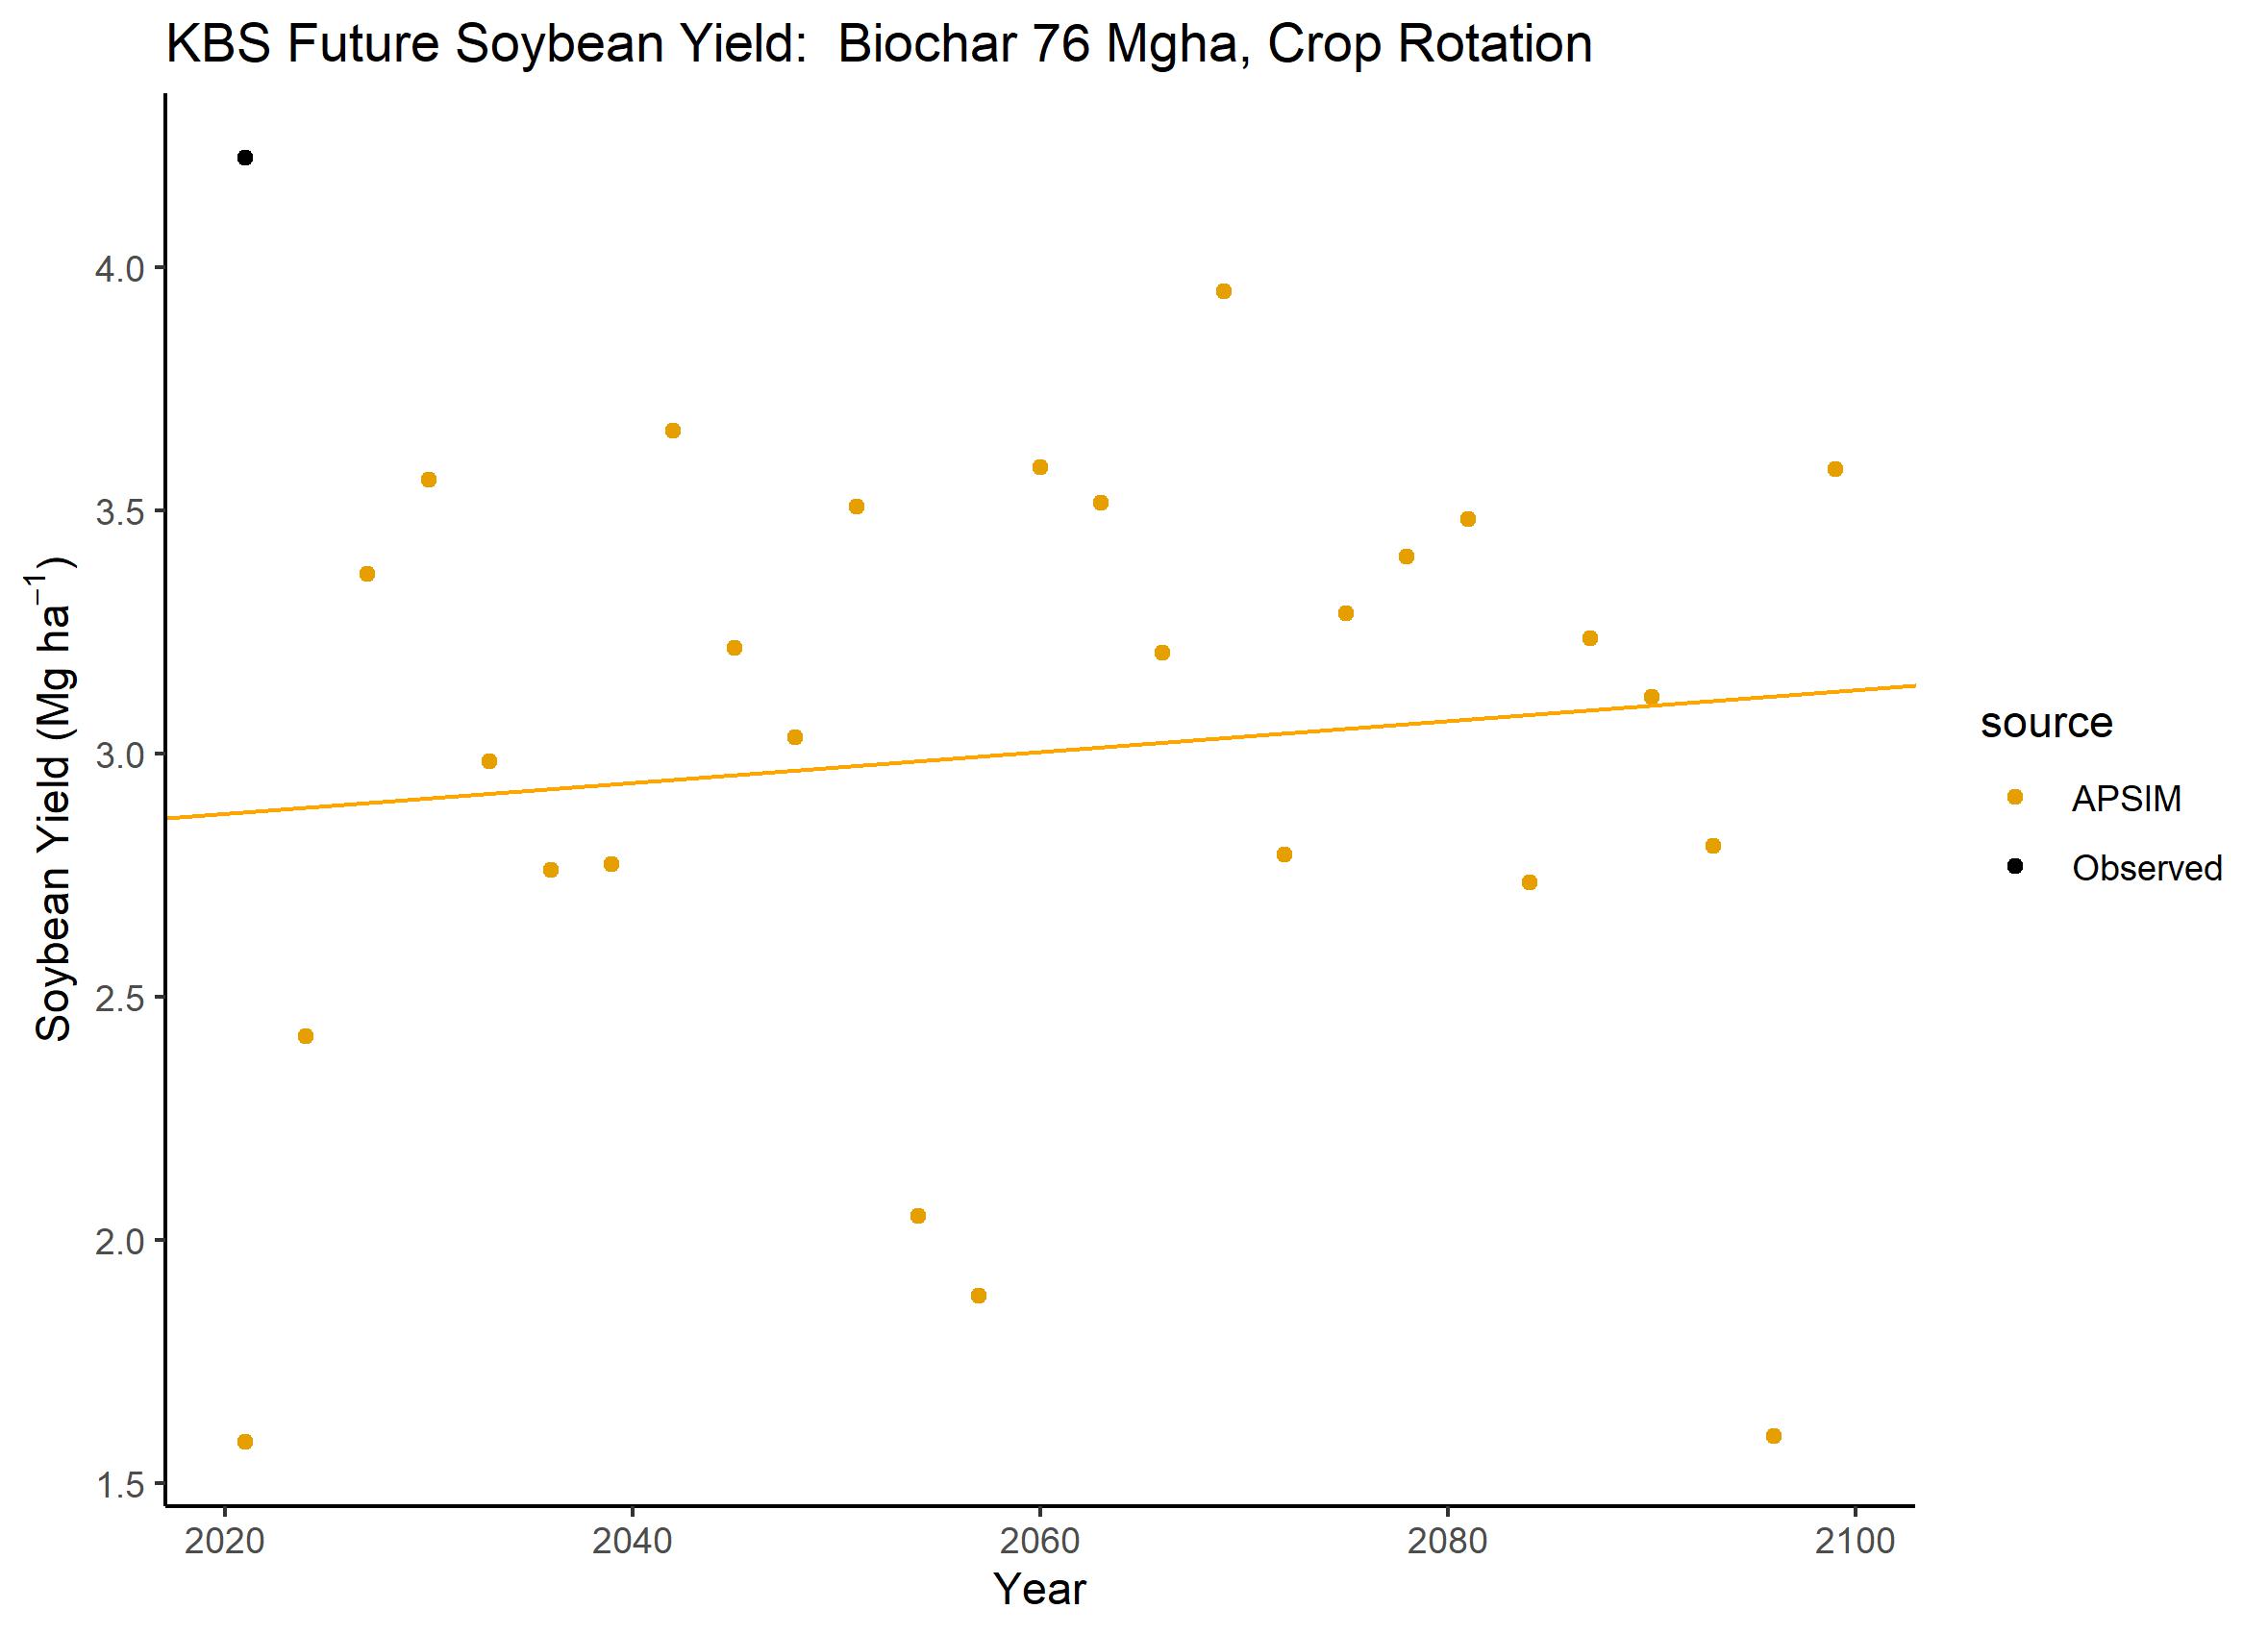 KBS Future Soybean Yield:  Biochar 76 Mgha, Crop Rotation
Soybean Yield (Mg ha⁻¹)
4.0
3.5
3.0
2.5
2.0
1.5
2020
2040
2060
2080
2100
Year
source
APSIM
Observed